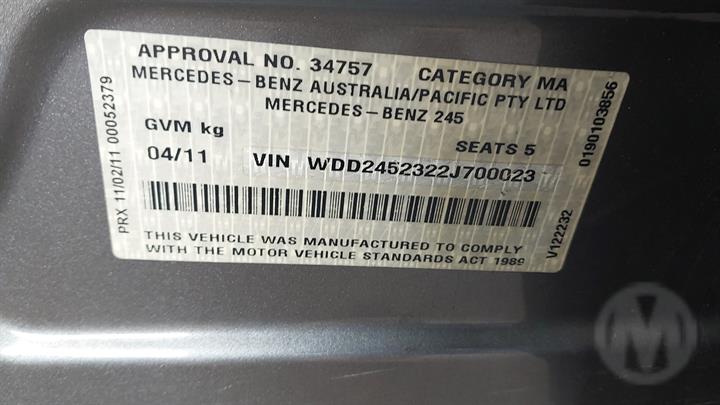 APPROVAL NO. 34757 CATEGORY MA
MERCEDES-BENZ AUSTRALIA/PACIFIC PTY LTD
MERCEDES-BENZ 245
GVM kg SEATS 5
04/11 VIN WDD2452322J700023
THIS VEHICLE WAS MANUFACTURED TO COMPLY
WITH THE MOTOR VEHICLE STANDARDS ACT 1989
PRX 11/02/11 00052379
0190103856
V122232
M